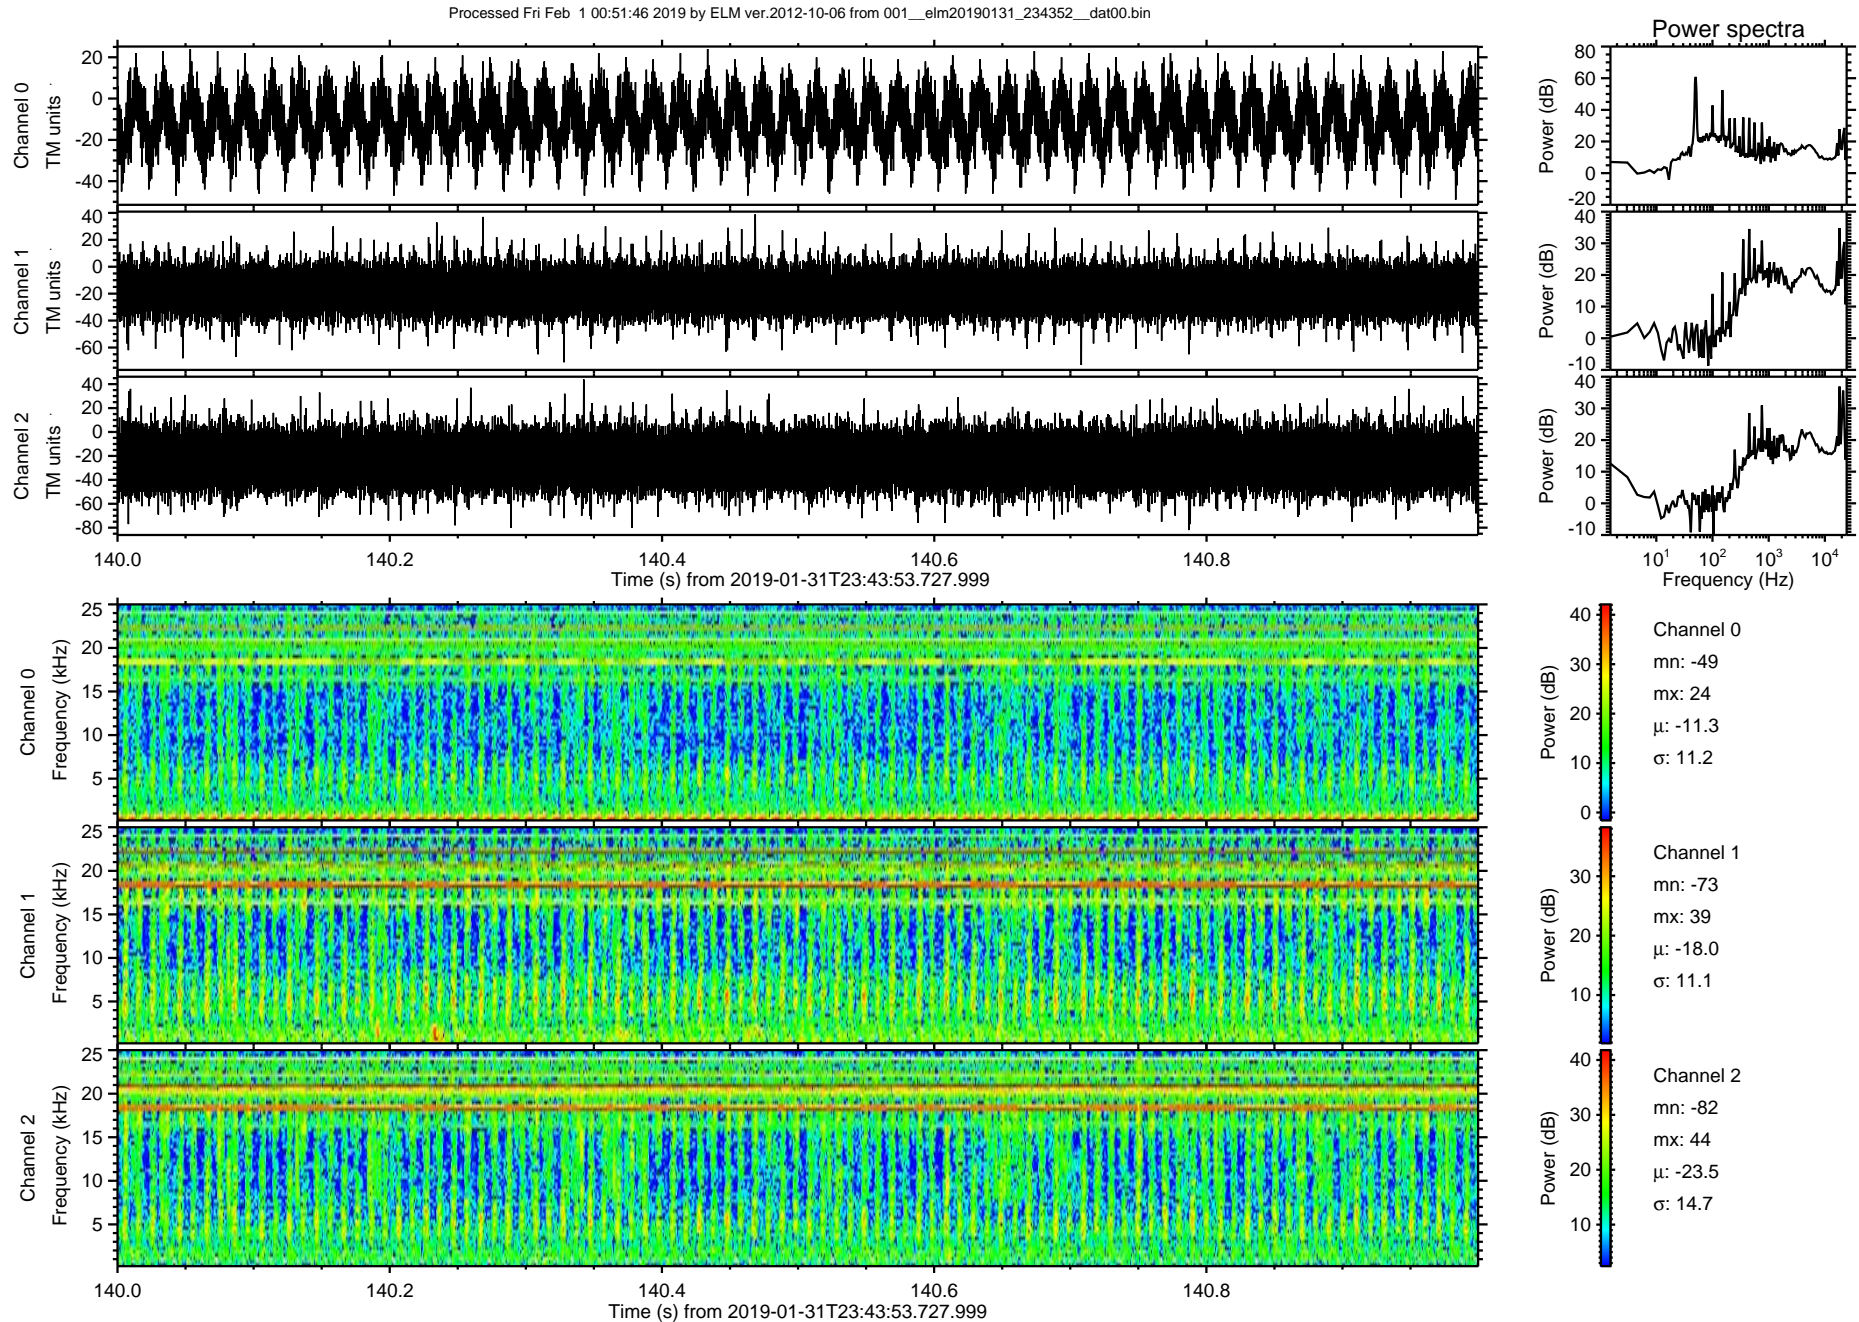 Processed Fri Feb  1 00:51:46 2019 by ELM ver.2012-10-06 from 001__elm20190131_234352__dat00.bin
Power spectra
Channel 0
TM units
20
0
-20
-40
Power (dB)
80
60
40
20
0
-20
Channel 1
TM units
40
20
0
-20
-40
-60
Power (dB)
40
30
20
10
0
-10
Channel 2
TM units
40
20
0
-20
-40
-60
-80
Power (dB)
40
30
20
10
0
-10
140.0 140.2 140.4 140.6 140.8
Time (s) from 2019-01-31T23:43:53.727.999
10¹ 10² 10³ 10⁴
Frequency (Hz)
Channel 0
Frequency (kHz)
25
20
15
10
5
Power (dB)
40
30
20
10
0
Channel 0
mn: -49
mx: 24
μ: -11.3
σ: 11.2
Channel 1
Frequency (kHz)
25
20
15
10
5
Power (dB)
30
20
10
Channel 1
mn: -73
mx: 39
μ: -18.0
σ: 11.1
Channel 2
Frequency (kHz)
25
20
15
10
5
Power (dB)
40
30
20
10
Channel 2
mn: -82
mx: 44
μ: -23.5
σ: 14.7
140.0 140.2 140.4 140.6 140.8
Time (s) from 2019-01-31T23:43:53.727.999